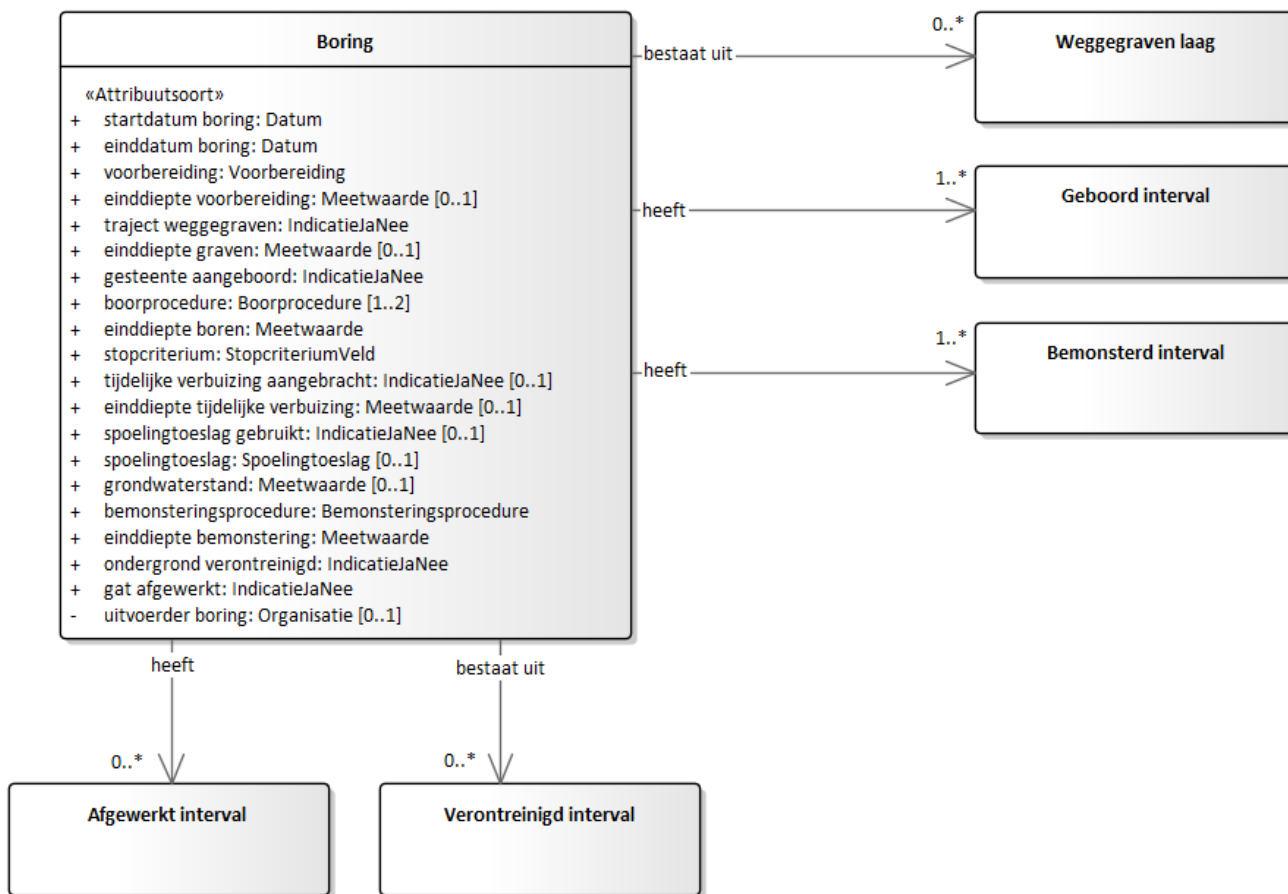 Boring
«Attribuutsoort»
+ startdatum boring: Datum
+ einddatum boring: Datum
+ voorbereiding: Voorbereiding
+ einddiepte voorbereiding: Meetwaarde [0..1]
+ traject weggegraven: IndicatieJaNee
+ einddiepte graven: Meetwaarde [0..1]
+ gesteente aangeboord: IndicatieJaNee
+ boorprocedure: Boorprocedure [1..2]
+ einddiepte boren: Meetwaarde
+ stopcriterium: StopcriteriumVeld
+ tijdelijke verbuizing aangebracht: IndicatieJaNee [0..1]
+ einddiepte tijdelijke verbuizing: Meetwaarde [0..1]
+ spoelingtoeslag gebruikt: IndicatieJaNee [0..1]
+ spoelingtoeslag: Spoelingtoeslag [0..1]
+ grondwaterstand: Meetwaarde [0..1]
+ bemonsteringsprocedure: Bemonsteringsprocedure
+ einddiepte bemonstering: Meetwaarde
+ ondergrond verontreinigd: IndicatieJaNee
+ gat afgewerkt: IndicatieJaNee
- uitvoerder boring: Organisatie [0..1]
bestaat uit
0..*
Weggegraven laag
heeft
1..*
Geboord interval
heeft
1..*
Bemonsterd interval
heeft
0..*
Afgewerkt interval
bestaat uit
0..*
Verontreinigd interval